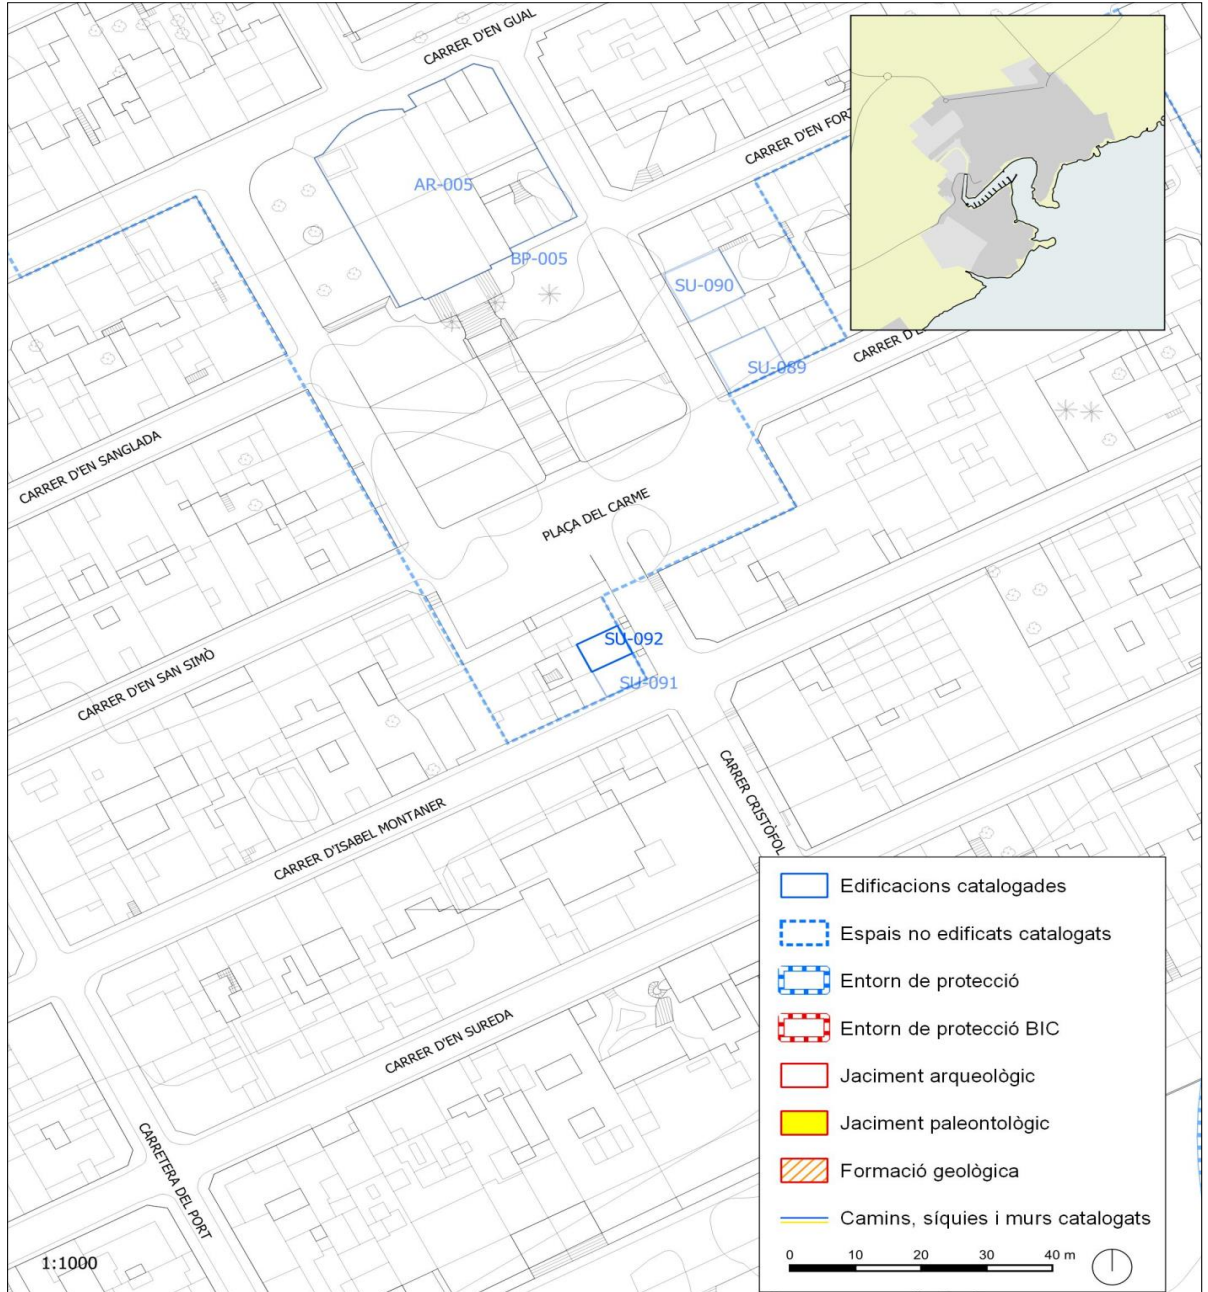 CARRER D'EN GUAL
CARRER D'EN FORT
AR-005
BP-005
SU-090
SU-089
CARRER D'E
CARRER D'EN SANGLADA
PLAÇA DEL CARME
SU-092
SU-091
CARRER D'EN SAN SIMÒ
CARRER CRISTÒFOL
CARRER D'ISABEL MONTANER
CARRER D'EN SUREDA
CARRETERA DEL PORT
1:1000
Edificacions catalogades
Espais no edificats catalogats
Entorn de protecció
Entorn de protecció BIC
Jaciment arqueològic
Jaciment paleontològic
Formació geològica
Camins, síquies i murs catalogats
0 10 20 30 40 m